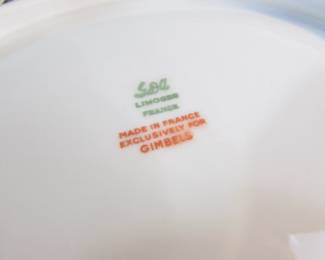 LIMOGES
FRANCE
MADE IN FRANCE
EXCLUSIVELY FOR
GIMBELS